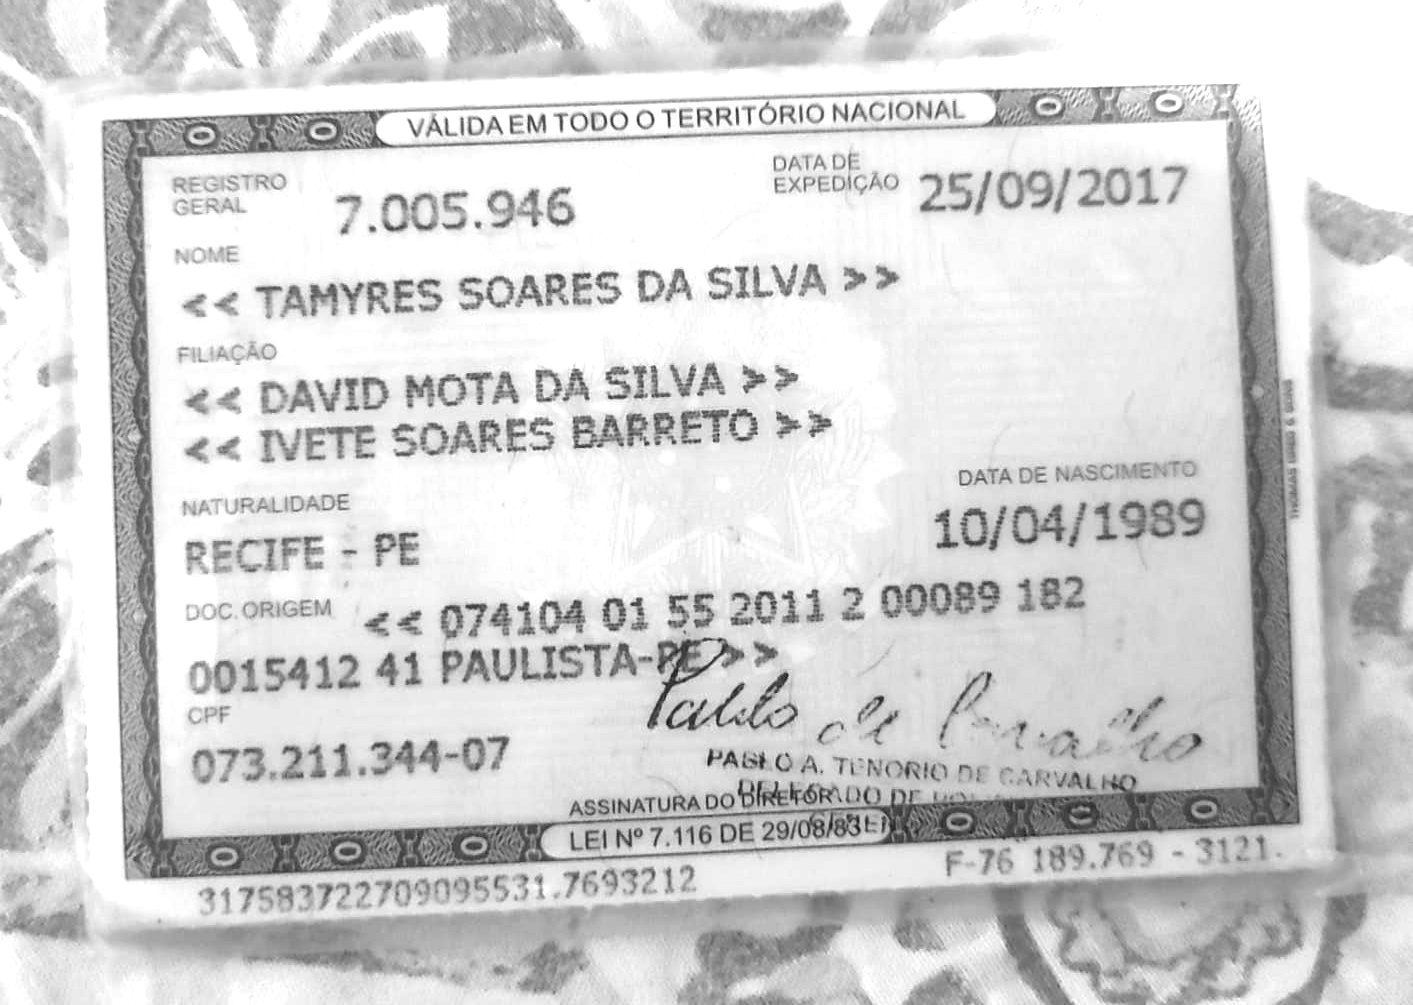 VÁLIDA EM TODO O TERRITÓRIO NACIONAL
REGISTRO GERAL 7.005.946
DATA DE EXPEDIÇÃO 25/09/2017
NOME
<< TAMYRES SOARES DA SILVA >>
FILIAÇÃO
<< DAVID MOTA DA SILVA >>
<< IVETE SOARES BARRETO >>
NATURALIDADE
RECIFE - PE
DATA DE NASCIMENTO
10/04/1989
DOC. ORIGEM << 074104 01 55 2011 2 00089 182
0015412 41 PAULISTA-PE >>
CPF
073.211.344-07
Pablo de Carvalho
PABLO A. TENORIO DE CARVALHO
DELEGADO DE
ASSINATURA DO DIRETOR
LEI Nº 7.116 DE 29/08/83
317583722709095531.7693212
F-76 189.769 - 3121.